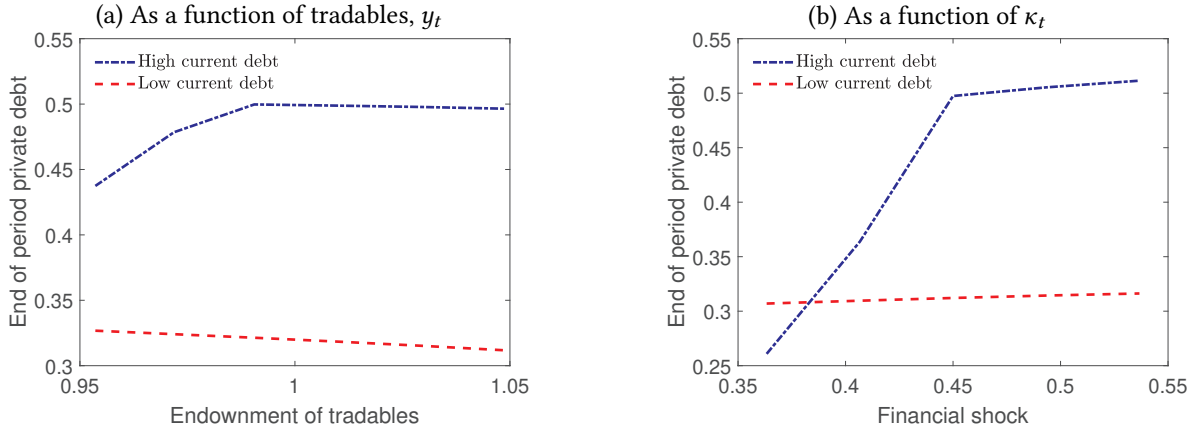 (a) As a function of tradables, y_t
0.55
0.5
0.45
0.4
0.35
0.3
0.95
1
1.05
High current debt
Low current debt
End of period private debt
Endownment of tradables
(b) As a function of κ_t
0.55
0.5
0.45
0.4
0.35
0.3
0.25
0.35
0.4
0.45
0.5
0.55
High current debt
Low current debt
End of period private debt
Financial shock